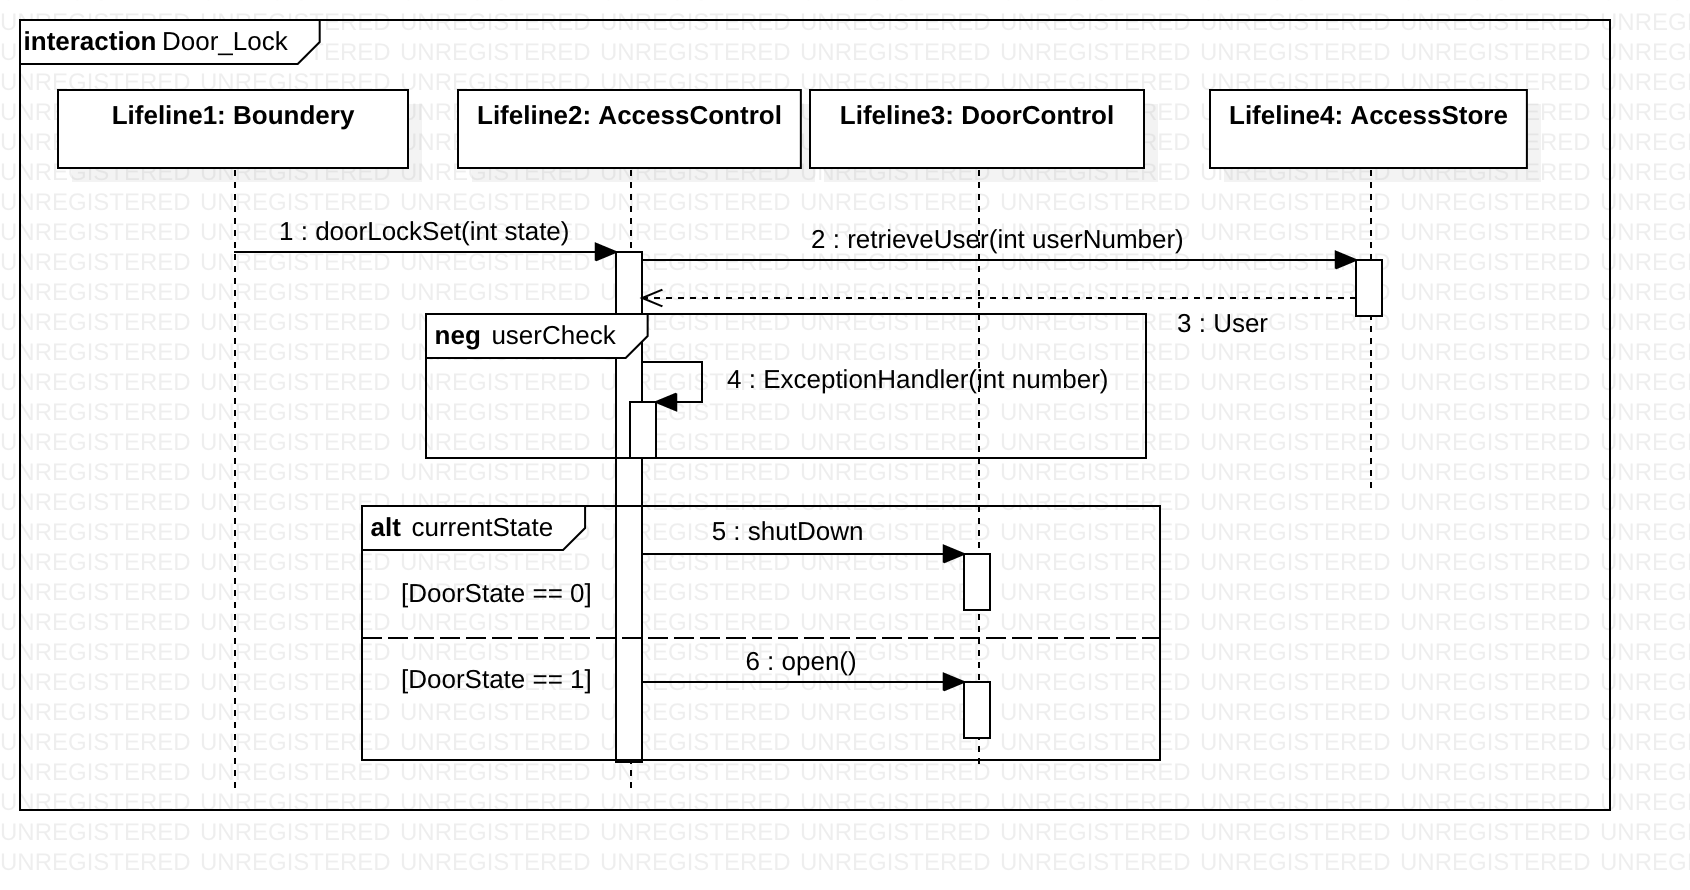 interaction Door_Lock
Lifeline1: Boundery
Lifeline2: AccessControl
Lifeline3: DoorControl
Lifeline4: AccessStore
1 : doorLockSet(int state)
2 : retrieveUser(int userNumber)
3 : User
neg userCheck
4 : ExceptionHandler(int number)
alt currentState
5 : shutDown
[DoorState == 0]
6 : open()
[DoorState == 1]
UNREGISTERED